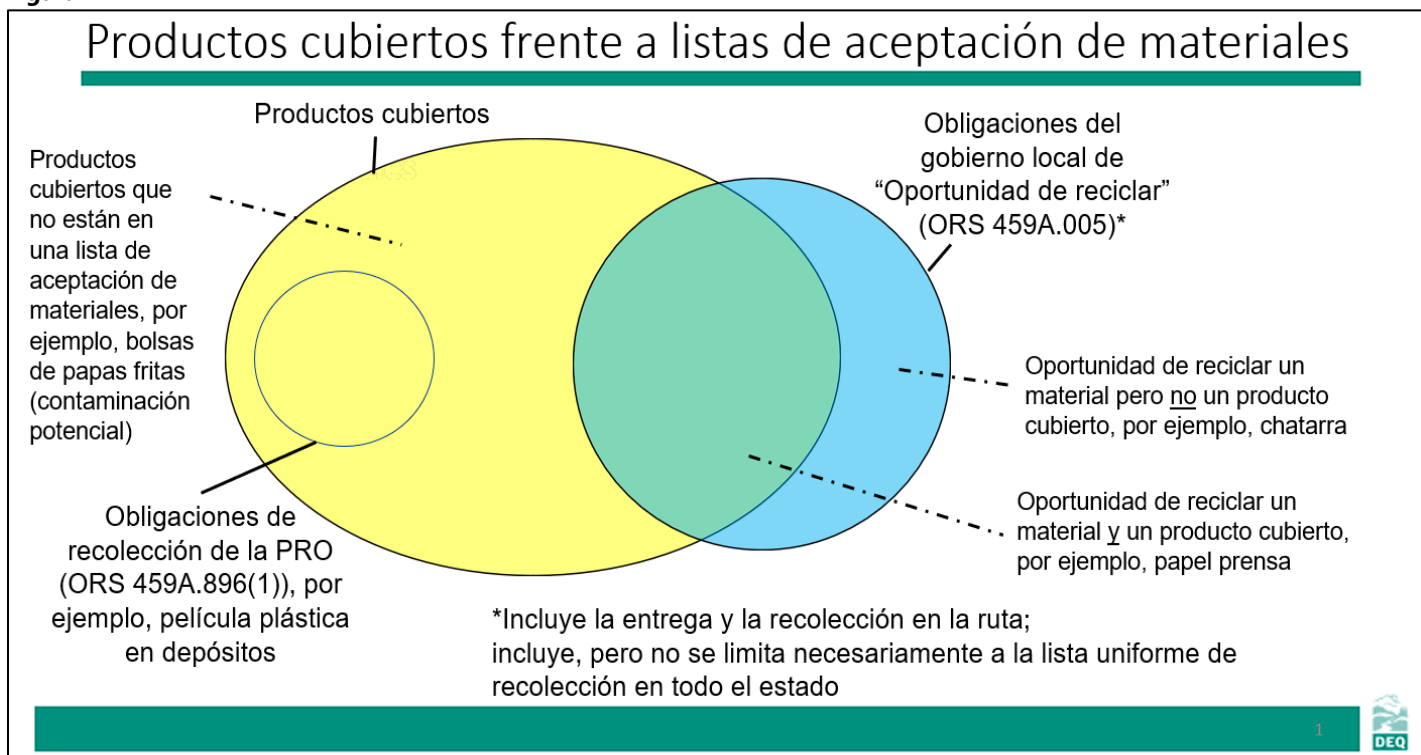 Productos cubiertos frente a listas de aceptación de materiales
Productos cubiertos
Productos
cubiertos que
no están en
una lista de
aceptación de
materiales, por
ejemplo, bolsas
de papas fritas
(contaminación
potencial)
Obligaciones del
gobierno local de
“Oportunidad de reciclar”
(ORS 459A.005)*
Oportunidad de reciclar un
material pero no un producto
cubierto, por ejemplo, chatarra
Oportunidad de reciclar un
material y un producto cubierto,
por ejemplo, papel prensa
Obligaciones de
recolección de la PRO
(ORS 459A.896(1)), por
ejemplo, película plástica
en depósitos
*Incluye la entrega y la recolección en la ruta;
incluye, pero no se limita necesariamente a la lista uniforme de
recolección en todo el estado
1
DEQ